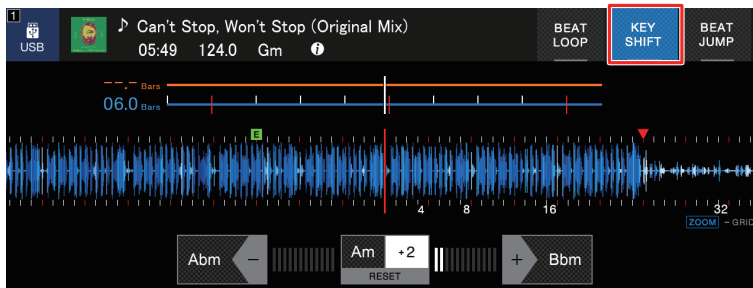 1
USB
Can't Stop, Won't Stop (Original Mix)
05:49 124.0 Gm i
BEAT LOOP
KEY SHIFT
BEAT JUMP
--.- Bars
06.0 Bars
E
4 8 16 32
ZOOM - GRID
Abm - Am +2 + Bbm
RESET